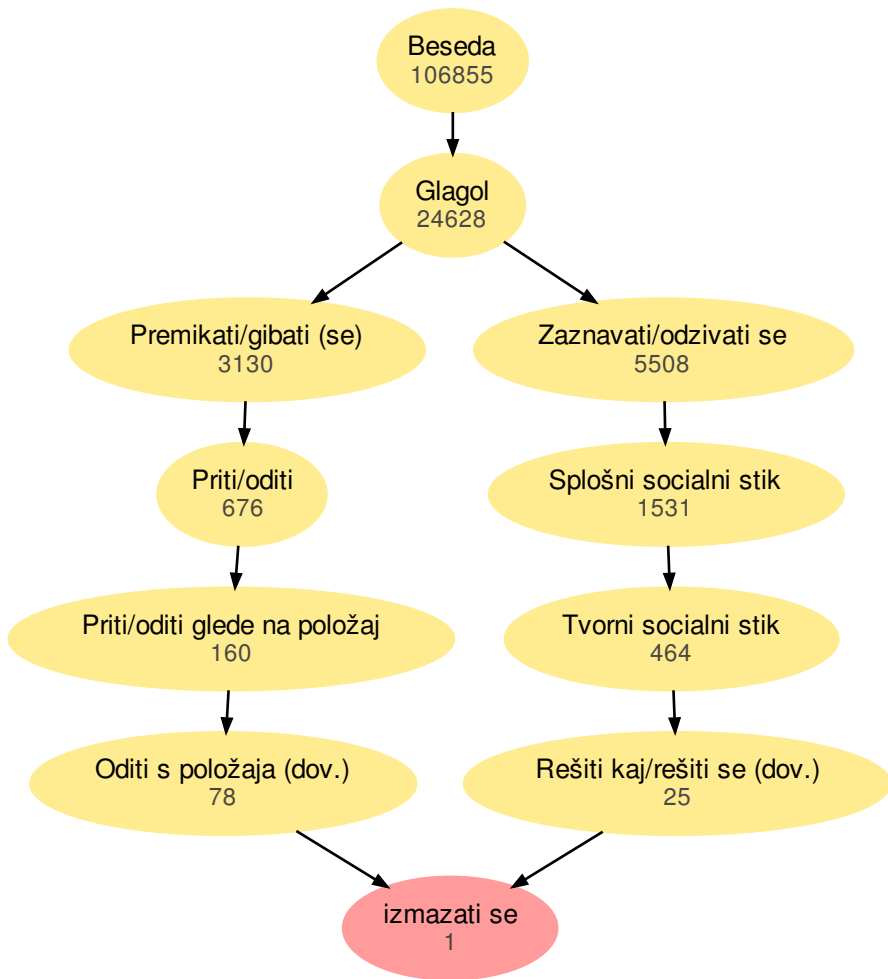 Beseda
106855
Glagol
24628
Premikati/gibati (se)
3130
Zaznavati/odzivati se
5508
Priti/oditi
676
Splošni socialni stik
1531
Priti/oditi glede na položaj
160
Tvorni socialni stik
464
Oditi s položaja (dov.)
78
Rešiti kaj/rešiti se (dov.)
25
izmazati se
1